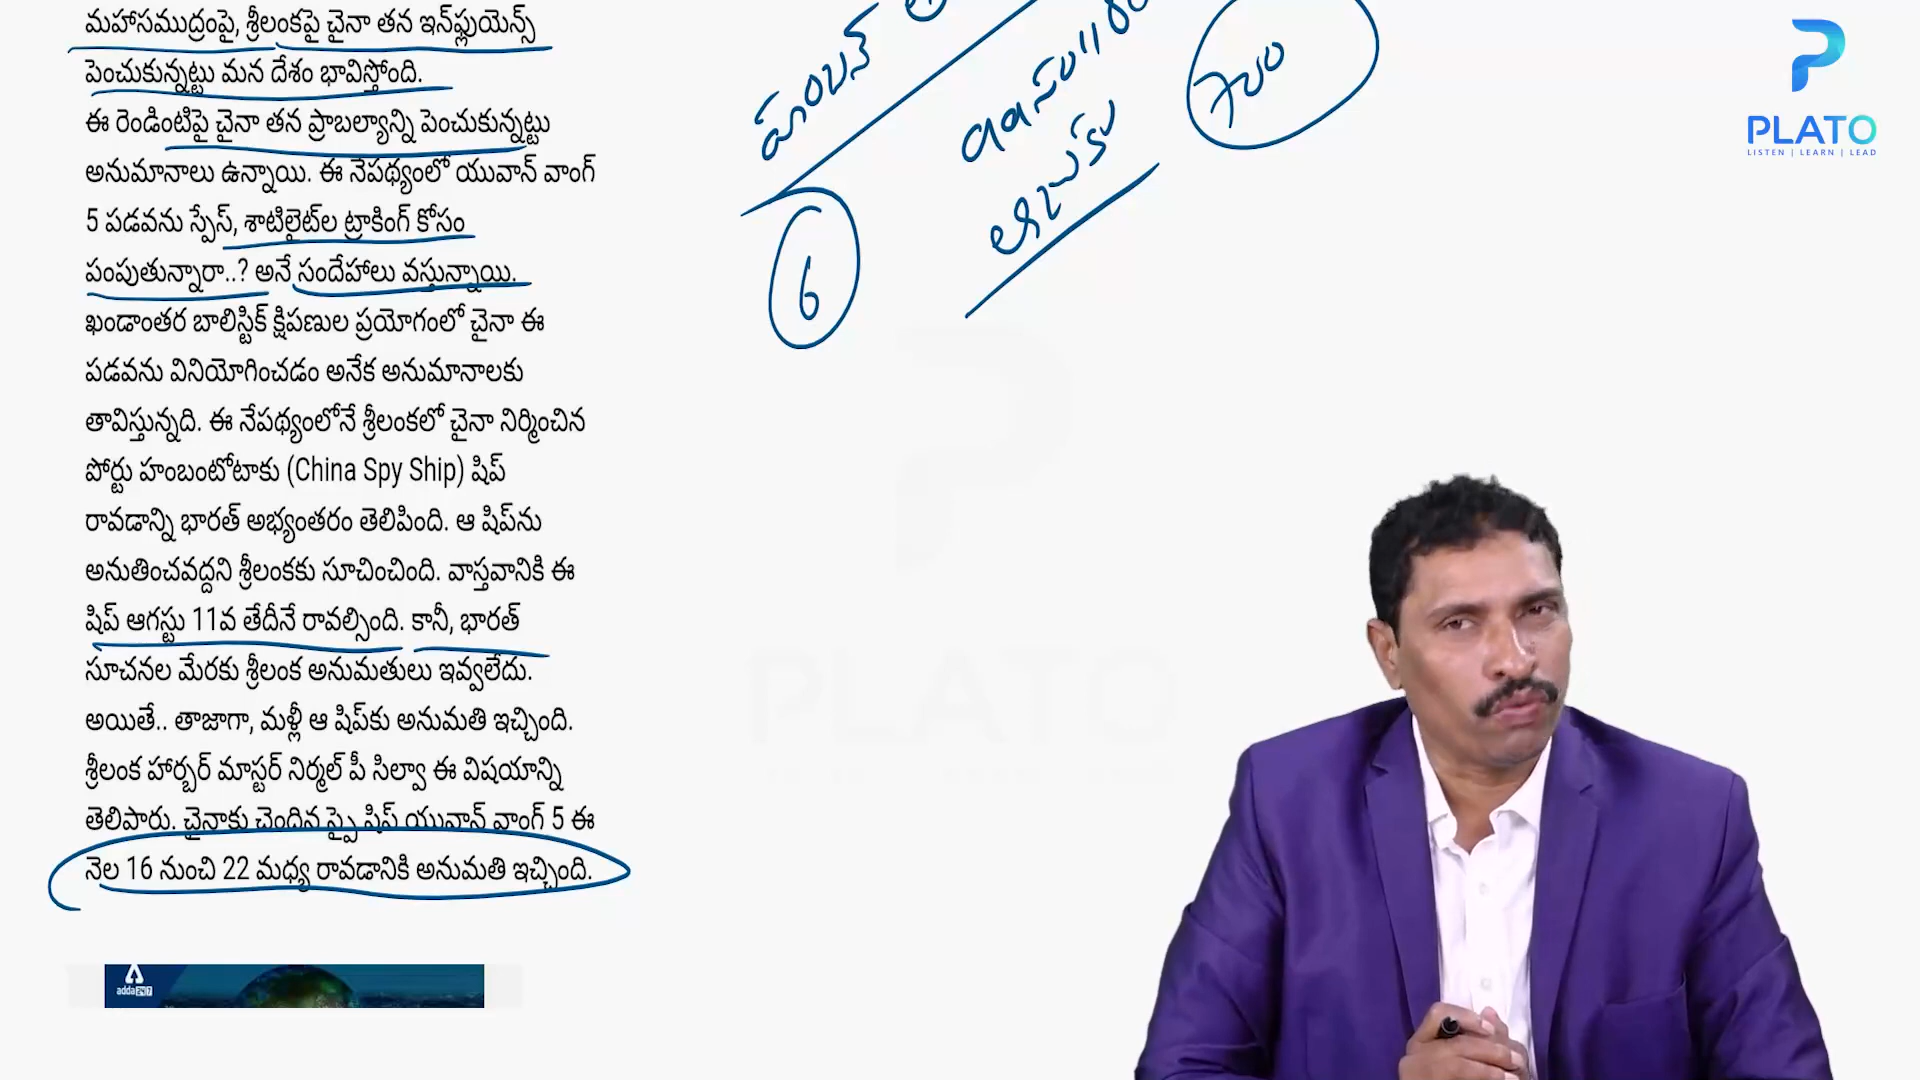 మహాసముద్రంపై, శ్రీలంకపై చైనా తన ఇన్‌ఫ్లుయెన్స్
పెంచుకున్నట్టు మన దేశం భావిస్తోంది.
ఈ రెండింటిపై చైనా తన ప్రాబల్యాన్ని పెంచుకున్నట్టు
అనుమానాలు ఉన్నాయి. ఈ నేపథ్యంలో యువాన్ వాంగ్
5 పడవను స్పేస్, శాటిలైట్‌ల ట్రాకింగ్ కోసం
పంపుతున్నారా..? అనే సందేహాలు వస్తున్నాయి.
ఖండాంతర బాలిస్టిక్ క్షిపణుల ప్రయోగంలో చైనా ఈ
పడవను వినియోగించడం అనేక అనుమానాలకు
తావిస్తున్నది. ఈ నేపథ్యంలోనే శ్రీలంకలో చైనా నిర్మించిన
పోర్టు హంబంటోటాకు (China Spy Ship) షిప్
రావడాన్ని భారత్ అభ్యంతరం తెలిపింది. ఆ షిప్‌ను
అనుతించవద్దని శ్రీలంకకు సూచించింది. వాస్తవానికి ఈ
షిప్ ఆగస్టు 11వ తేదీనే రావల్సింది. కానీ, భారత్
సూచనల మేరకు శ్రీలంక అనుమతులు ఇవ్వలేదు.
అయితే.. తాజాగా, మళ్లీ ఆ షిప్‌కు అనుమతి ఇచ్చింది.
శ్రీలంక హార్బర్ మాస్టర్ నిర్మల్ పీ సిల్వా ఈ విషయాన్ని
తెలిపారు. చైనాకు చెందిన స్పై షిప్ యువాన్ వాంగ్ 5 ఈ
నెల 16 నుంచి 22 మధ్య రావడానికి అనుమతి ఇచ్చింది.
adda247
6
PLATO
LISTEN | LEARN | LEAD
PLATO